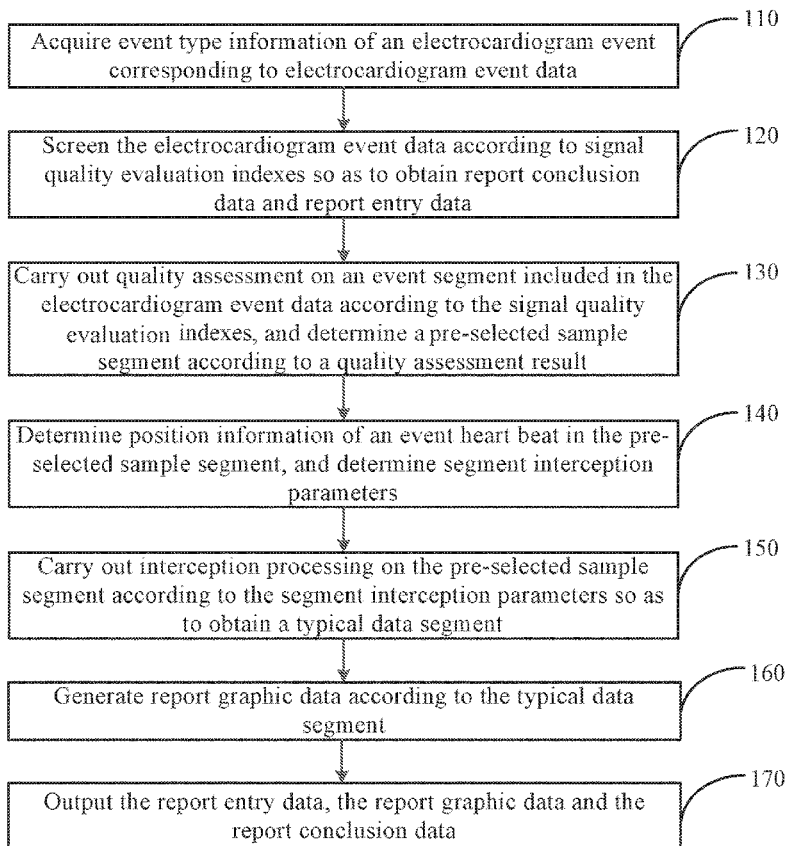 110
Acquire event type information of an electrocardiogram event
corresponding to electrocardiogram event data
120
Screen the electrocardiogram event data according to signal
quality evaluation indexes so as to obtain report conclusion
data and report entry data
130
Carry out quality assessment on an event segment included in the
electrocardiogram event data according to the signal quality
evaluation indexes, and determine a pre-selected sample
segment according to a quality assessment result
140
Determine position information of an event heart beat in the pre-
selected sample segment, and determine segment interception
parameters
150
Carry out interception processing on the pre-selected sample
segment according to the segment interception parameters so as
to obtain a typical data segment
160
Generate report graphic data according to the typical data
segment
170
Output the report entry data, the report graphic data and the
report conclusion data